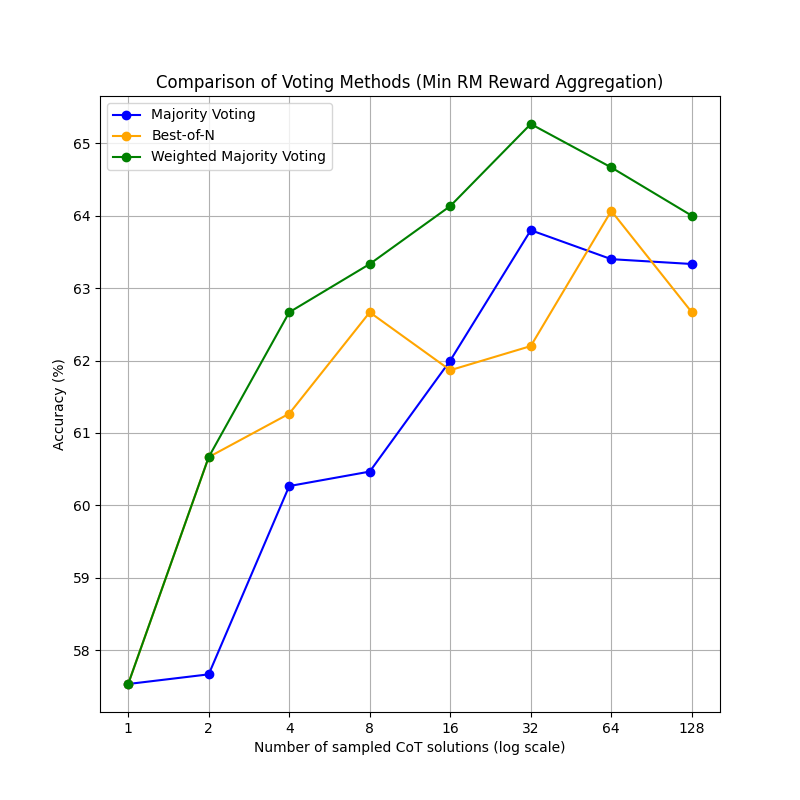 Comparison of Voting Methods (Min RM Reward Aggregation)
Majority Voting
Best-of-N
Weighted Majority Voting
65
64
63
62
61
60
59
58
Accuracy (%)
1 2 4 8 16 32 64 128
Number of sampled CoT solutions (log scale)